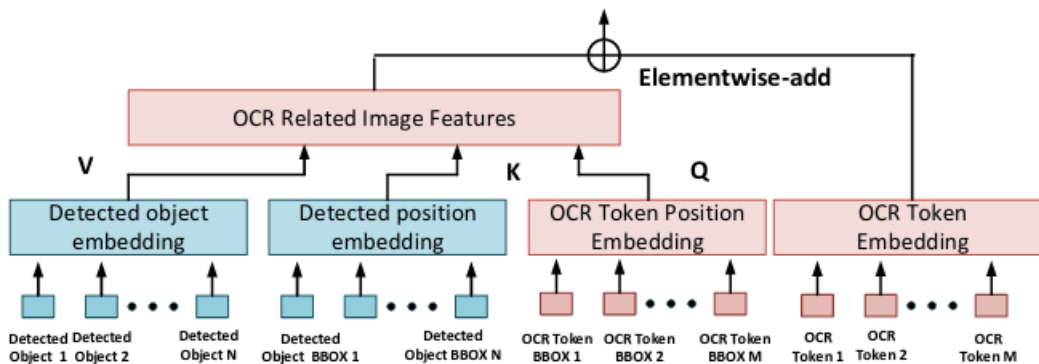 Elementwise-add
OCR Related Image Features
V
K
Q
Detected object
embedding
Detected position
embedding
OCR Token Position
Embedding
OCR Token
Embedding
Detected
Object 1
Detected
Object 2
Detected
Object N
Detected
Object BBOX 1
Detected
Object BBOX N
OCR Token
BBOX 1
OCR Token
BBOX 2
OCR Token
BBOX M
OCR
Token 1
OCR
Token 2
OCR
Token M